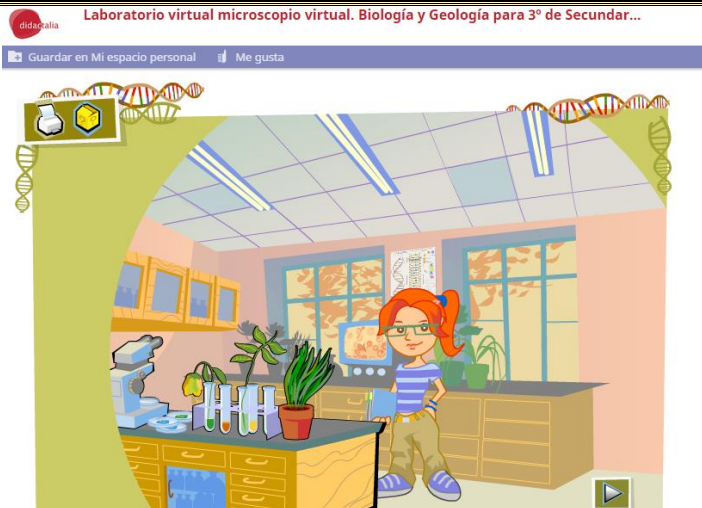 didactalia
Laboratorio virtual microscopio virtual. Biología y Geología para 3º de Secundar...
Guardar en Mi espacio personal
Me gusta